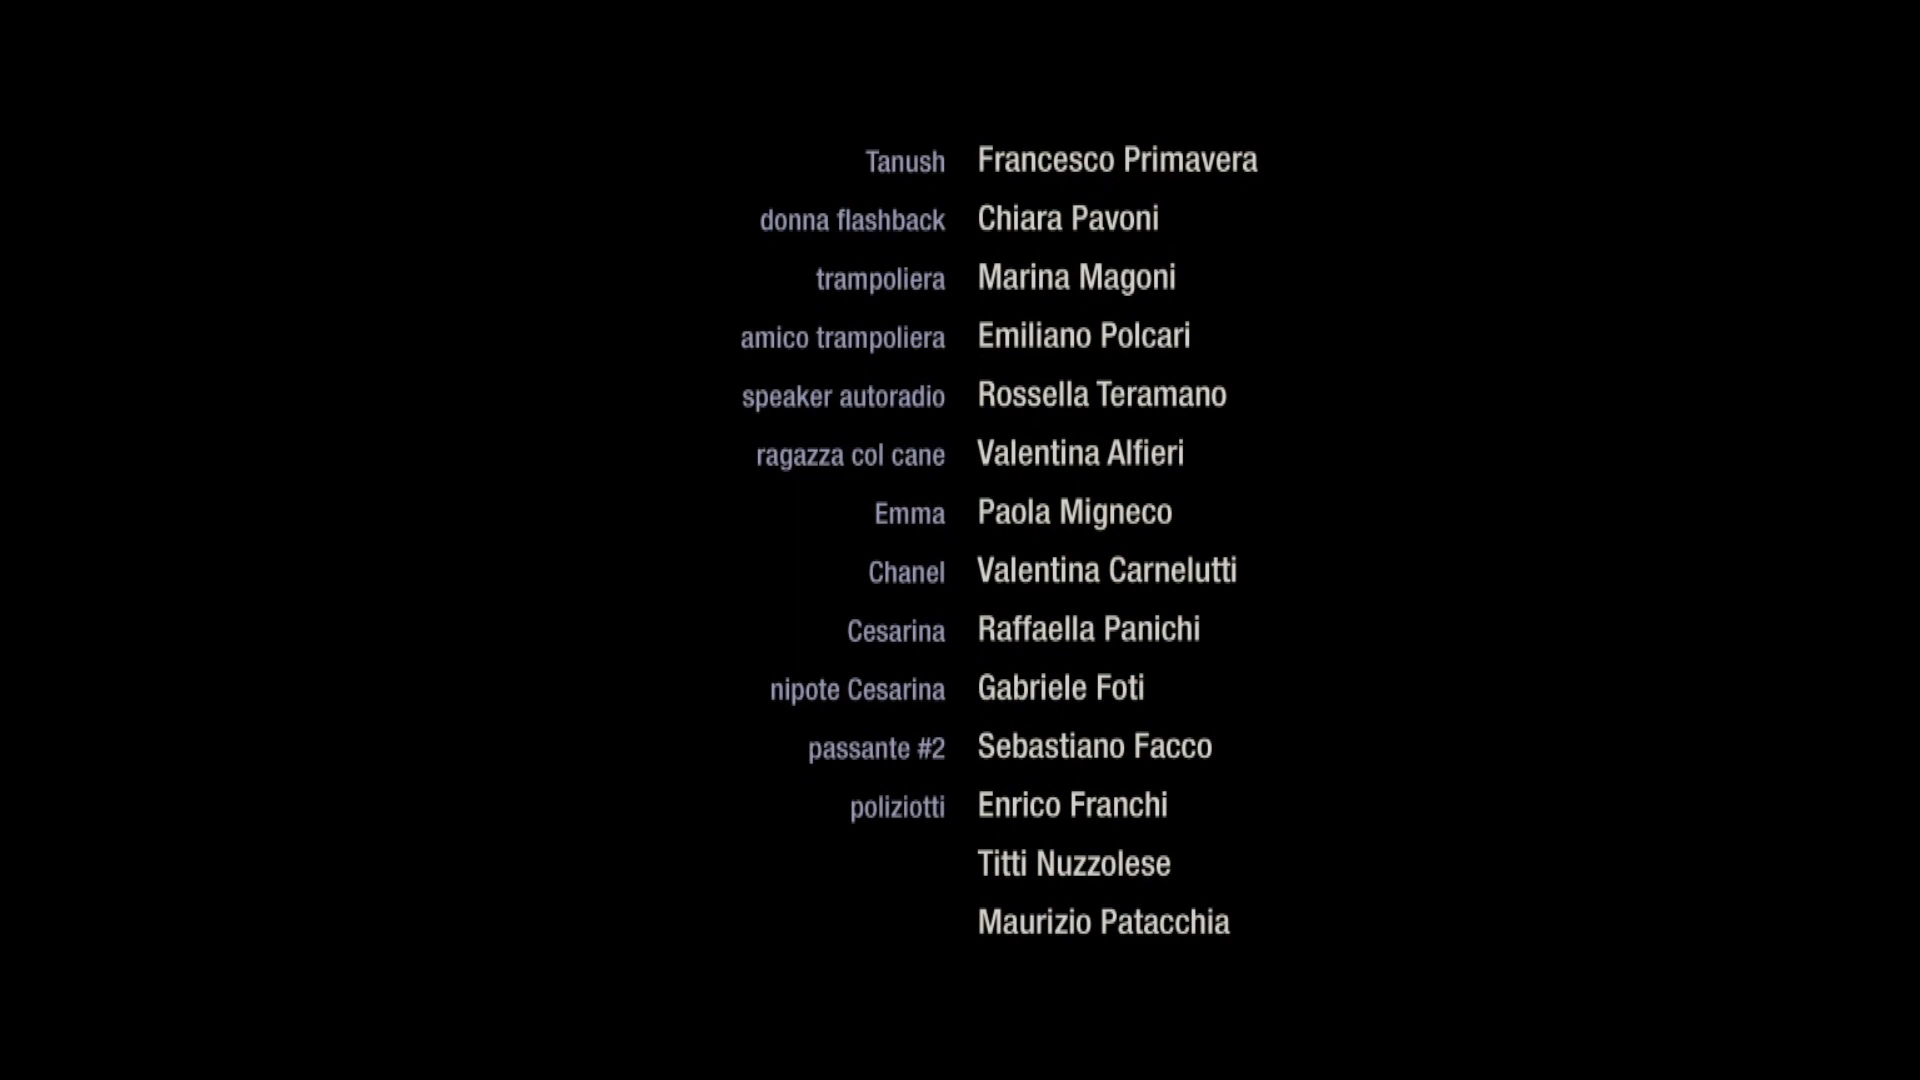 Tanush Francesco Primavera
donna flashback Chiara Pavoni
trampoliera Marina Magoni
amico trampoliera Emiliano Polcari
speaker autoradio Rossella Teramano
ragazza col cane Valentina Alfieri
Emma Paola Migneco
Chanel Valentina Carnelutti
Cesarina Raffaella Panichi
nipote Cesarina Gabriele Foti
passante #2 Sebastiano Facco
poliziotti Enrico Franchi
Titti Nuzzolese
Maurizio Patacchia